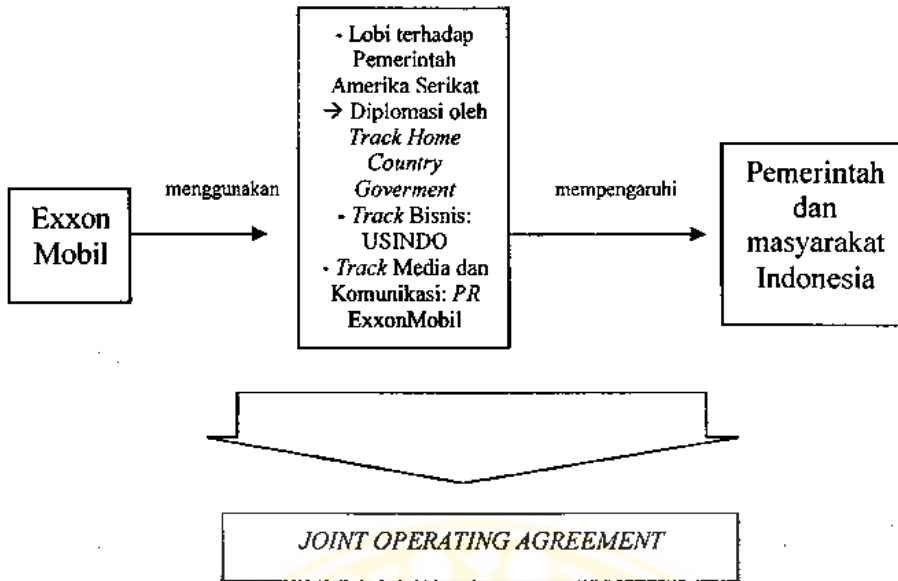 - Lobi terhadap
Pemerintah
Amerika Serikat
→ Diplomasi oleh
Track Home
Country
Goverment
- Track Bisnis:
USINDO
- Track Media dan
Komunikasi: PR
ExxonMobil
Exxon
Mobil
menggunakan
mempengaruhi
Pemerintah
dan
masyarakat
Indonesia
JOINT OPERATING AGREEMENT